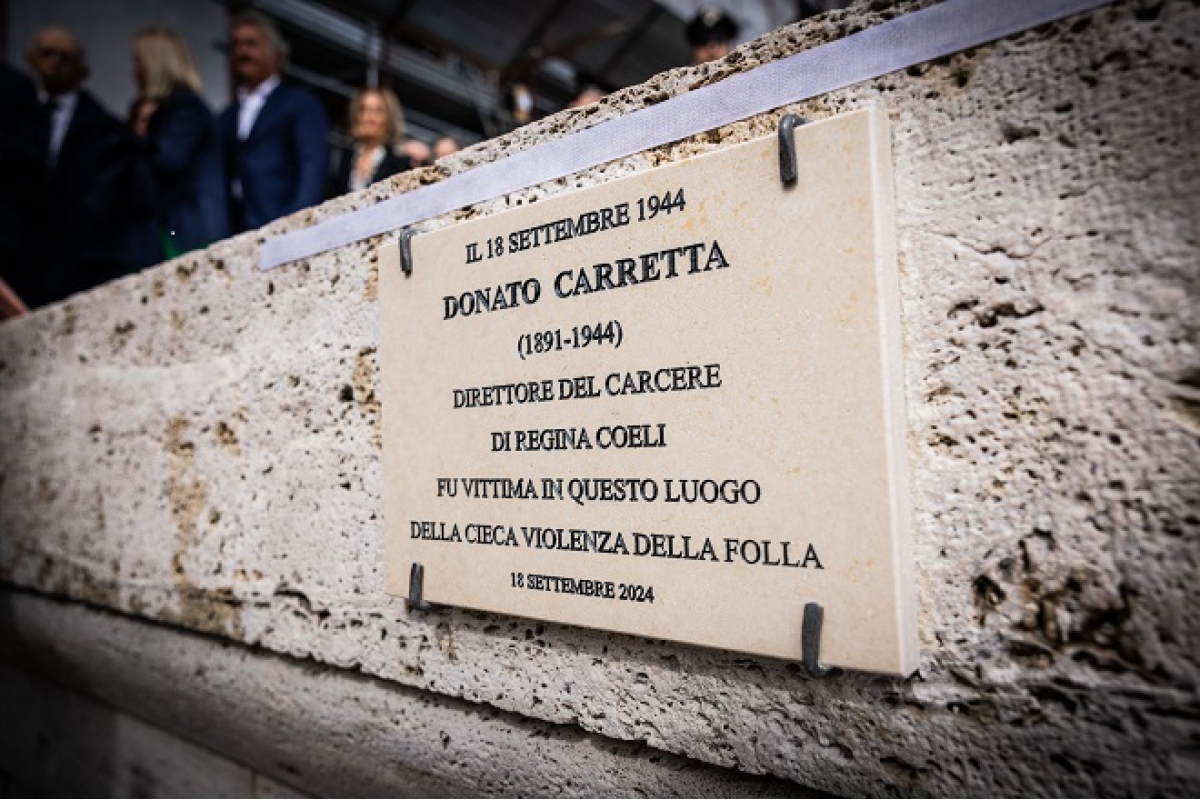 IL 18 SETTEMBRE 1944
DONATO CARRETTA
(1891-1944)
DIRETTORE DEL CARCERE
DI REGINA COELI
FU VITTIMA IN QUESTO LUOGO
DELLA CIECA VIOLENZA DELLA FOLLA
18 SETTEMBRE 2024